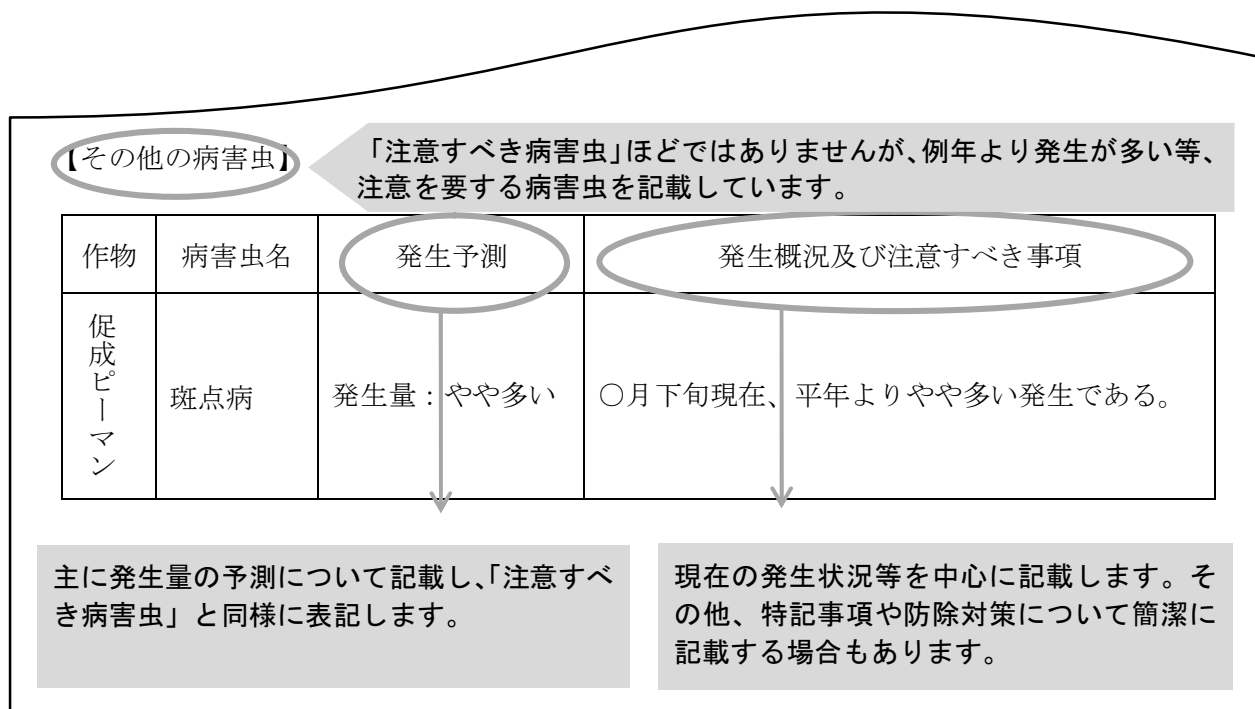 【その他の病害虫】
「注意すべき病害虫」ほどではありませんが、例年より発生が多い等、
注意を要する病害虫を記載しています。
作物 病害虫名 発生予測 発生概況及び注意すべき事項
促成ピーマン 斑点病 発生量：やや多い ○月下旬現在、平年よりやや多い発生である。
主に発生量の予測について記載し、「注意すべ
き病害虫」と同様に表記します。
現在の発生状況等を中心に記載します。そ
の他、特記事項や防除対策について簡潔に
記載する場合もあります。